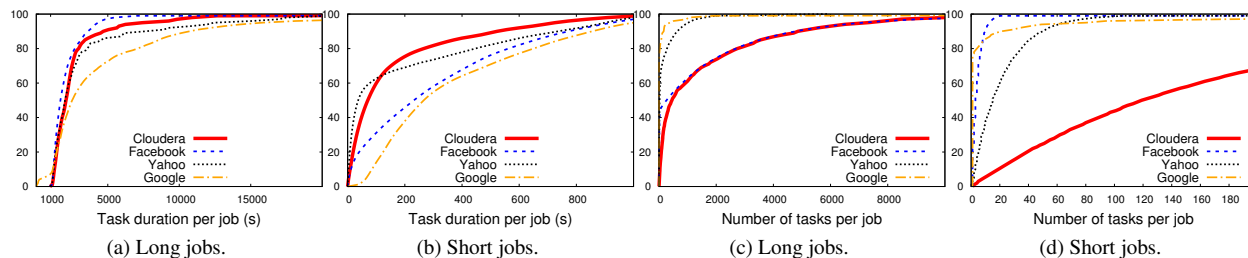 100
80
60
40
20
0
Cloudera
Facebook
Yahoo
Google
1000 5000 10000 15000
Task duration per job (s)
(a) Long jobs.
100
80
60
40
20
0
Cloudera
Facebook
Yahoo
Google
0 200 400 600 800
Task duration per job (s)
(b) Short jobs.
100
80
60
40
20
0
Cloudera
Facebook
Yahoo
Google
0 2000 4000 6000 8000
Number of tasks per job
(c) Long jobs.
100
80
60
40
20
0
Cloudera
Facebook
Yahoo
Google
0 20 40 60 80 100 120 140 160 180
Number of tasks per job
(d) Short jobs.